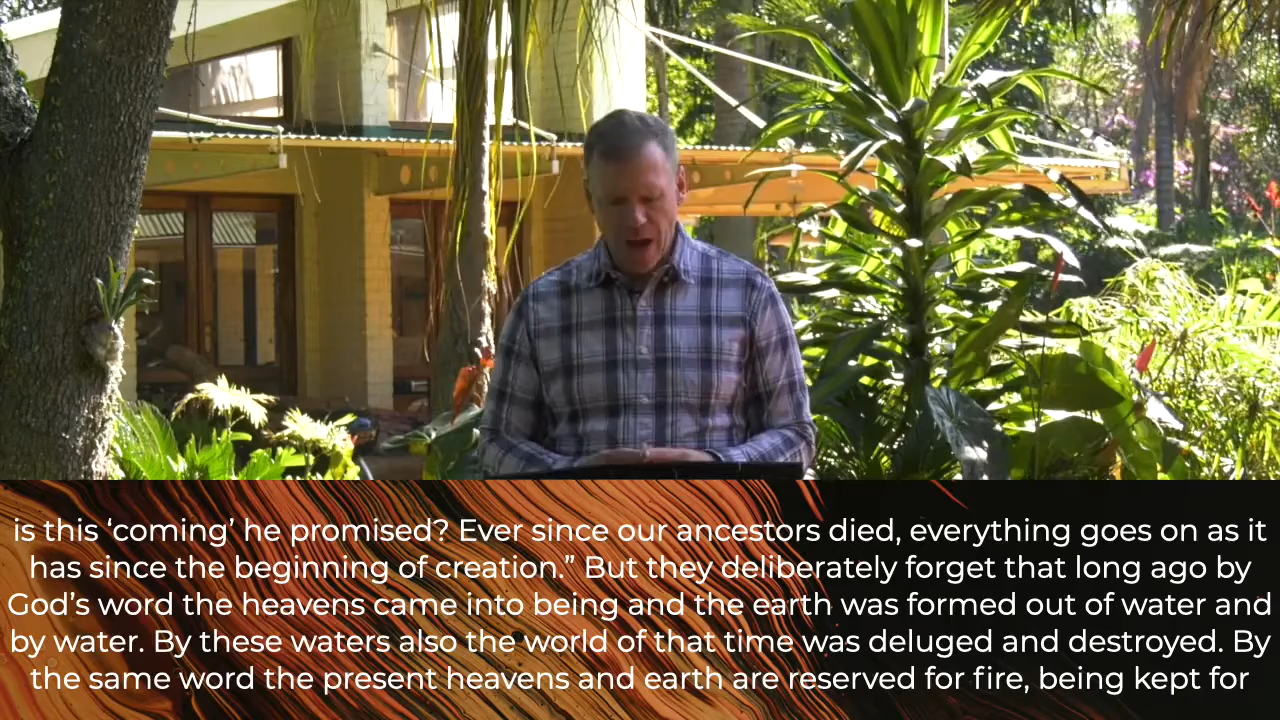 is this ‘coming’ he promised? Ever since our ancestors died, everything goes on as it
has since the beginning of creation.” But they deliberately forget that long ago by
God’s word the heavens came into being and the earth was formed out of water and
by water. By these waters also the world of that time was deluged and destroyed. By
the same word the present heavens and earth are reserved for fire, being kept for